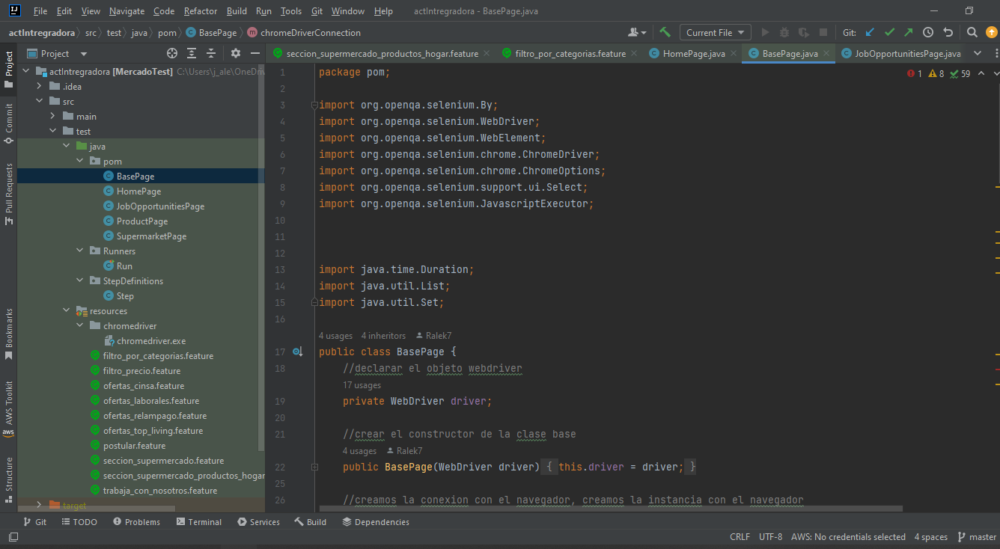 File Edit View Navigate Code Refactor Build Run Tools Git Window Help actIntregradora - BasePage.java
actIntregradora src test java pom BasePage chromeDriverConnection Current File Git:
Project seccion_supermercado_productos_hogar.feature filtro_por_categorias.feature HomePage.java BasePage.java JobOpportunitiesPage.java
Project
Commit
Pull Requests
Bookmarks
AWS Toolkit
aws
Structure
actIntregradora [MercadoTest] C:\Users\j_ale\OneDriv
.idea
src
main
test
java
pom
BasePage
HomePage
JobOpportunitiesPage
ProductPage
SupermarketPage
Runners
Run
StepDefinitions
Step
resources
chromedriver
chromedriver.exe
filtro_por_categorias.feature
filtro_precio.feature
ofertas_cinsa.feature
ofertas_laborales.feature
ofertas_relampago.feature
ofertas_top_living.feature
postular.feature
seccion_supermercado.feature
seccion_supermercado_productos_hogar
trabaja_con_nosotros.feature
target
1 8 59
1 package pom;
2
3 import org.openqa.selenium.By;
4 import org.openqa.selenium.WebDriver;
5 import org.openqa.selenium.WebElement;
6 import org.openqa.selenium.chrome.ChromeDriver;
7 import org.openqa.selenium.chrome.ChromeOptions;
8 import org.openqa.selenium.support.ui.Select;
9 import org.openqa.selenium.JavascriptExecutor;
10
11
12
13 import java.time.Duration;
14 import java.util.List;
15 import java.util.Set;
16
4 usages 4 inheritors Ralek7
17 public class BasePage {
18 //declarar el objeto webdriver
17 usages
19 private WebDriver driver;
20
21 //crear el constructor de la clase base
4 usages Ralek7
22 public BasePage(WebDriver driver) { this.driver = driver; }
25
26 //creamos la conexion con el navegador, creamos la instancia con el navegador
Git TODO Problems Terminal Services Build Dependencies
CRLF UTF-8 AWS: No credentials selected 4 spaces master